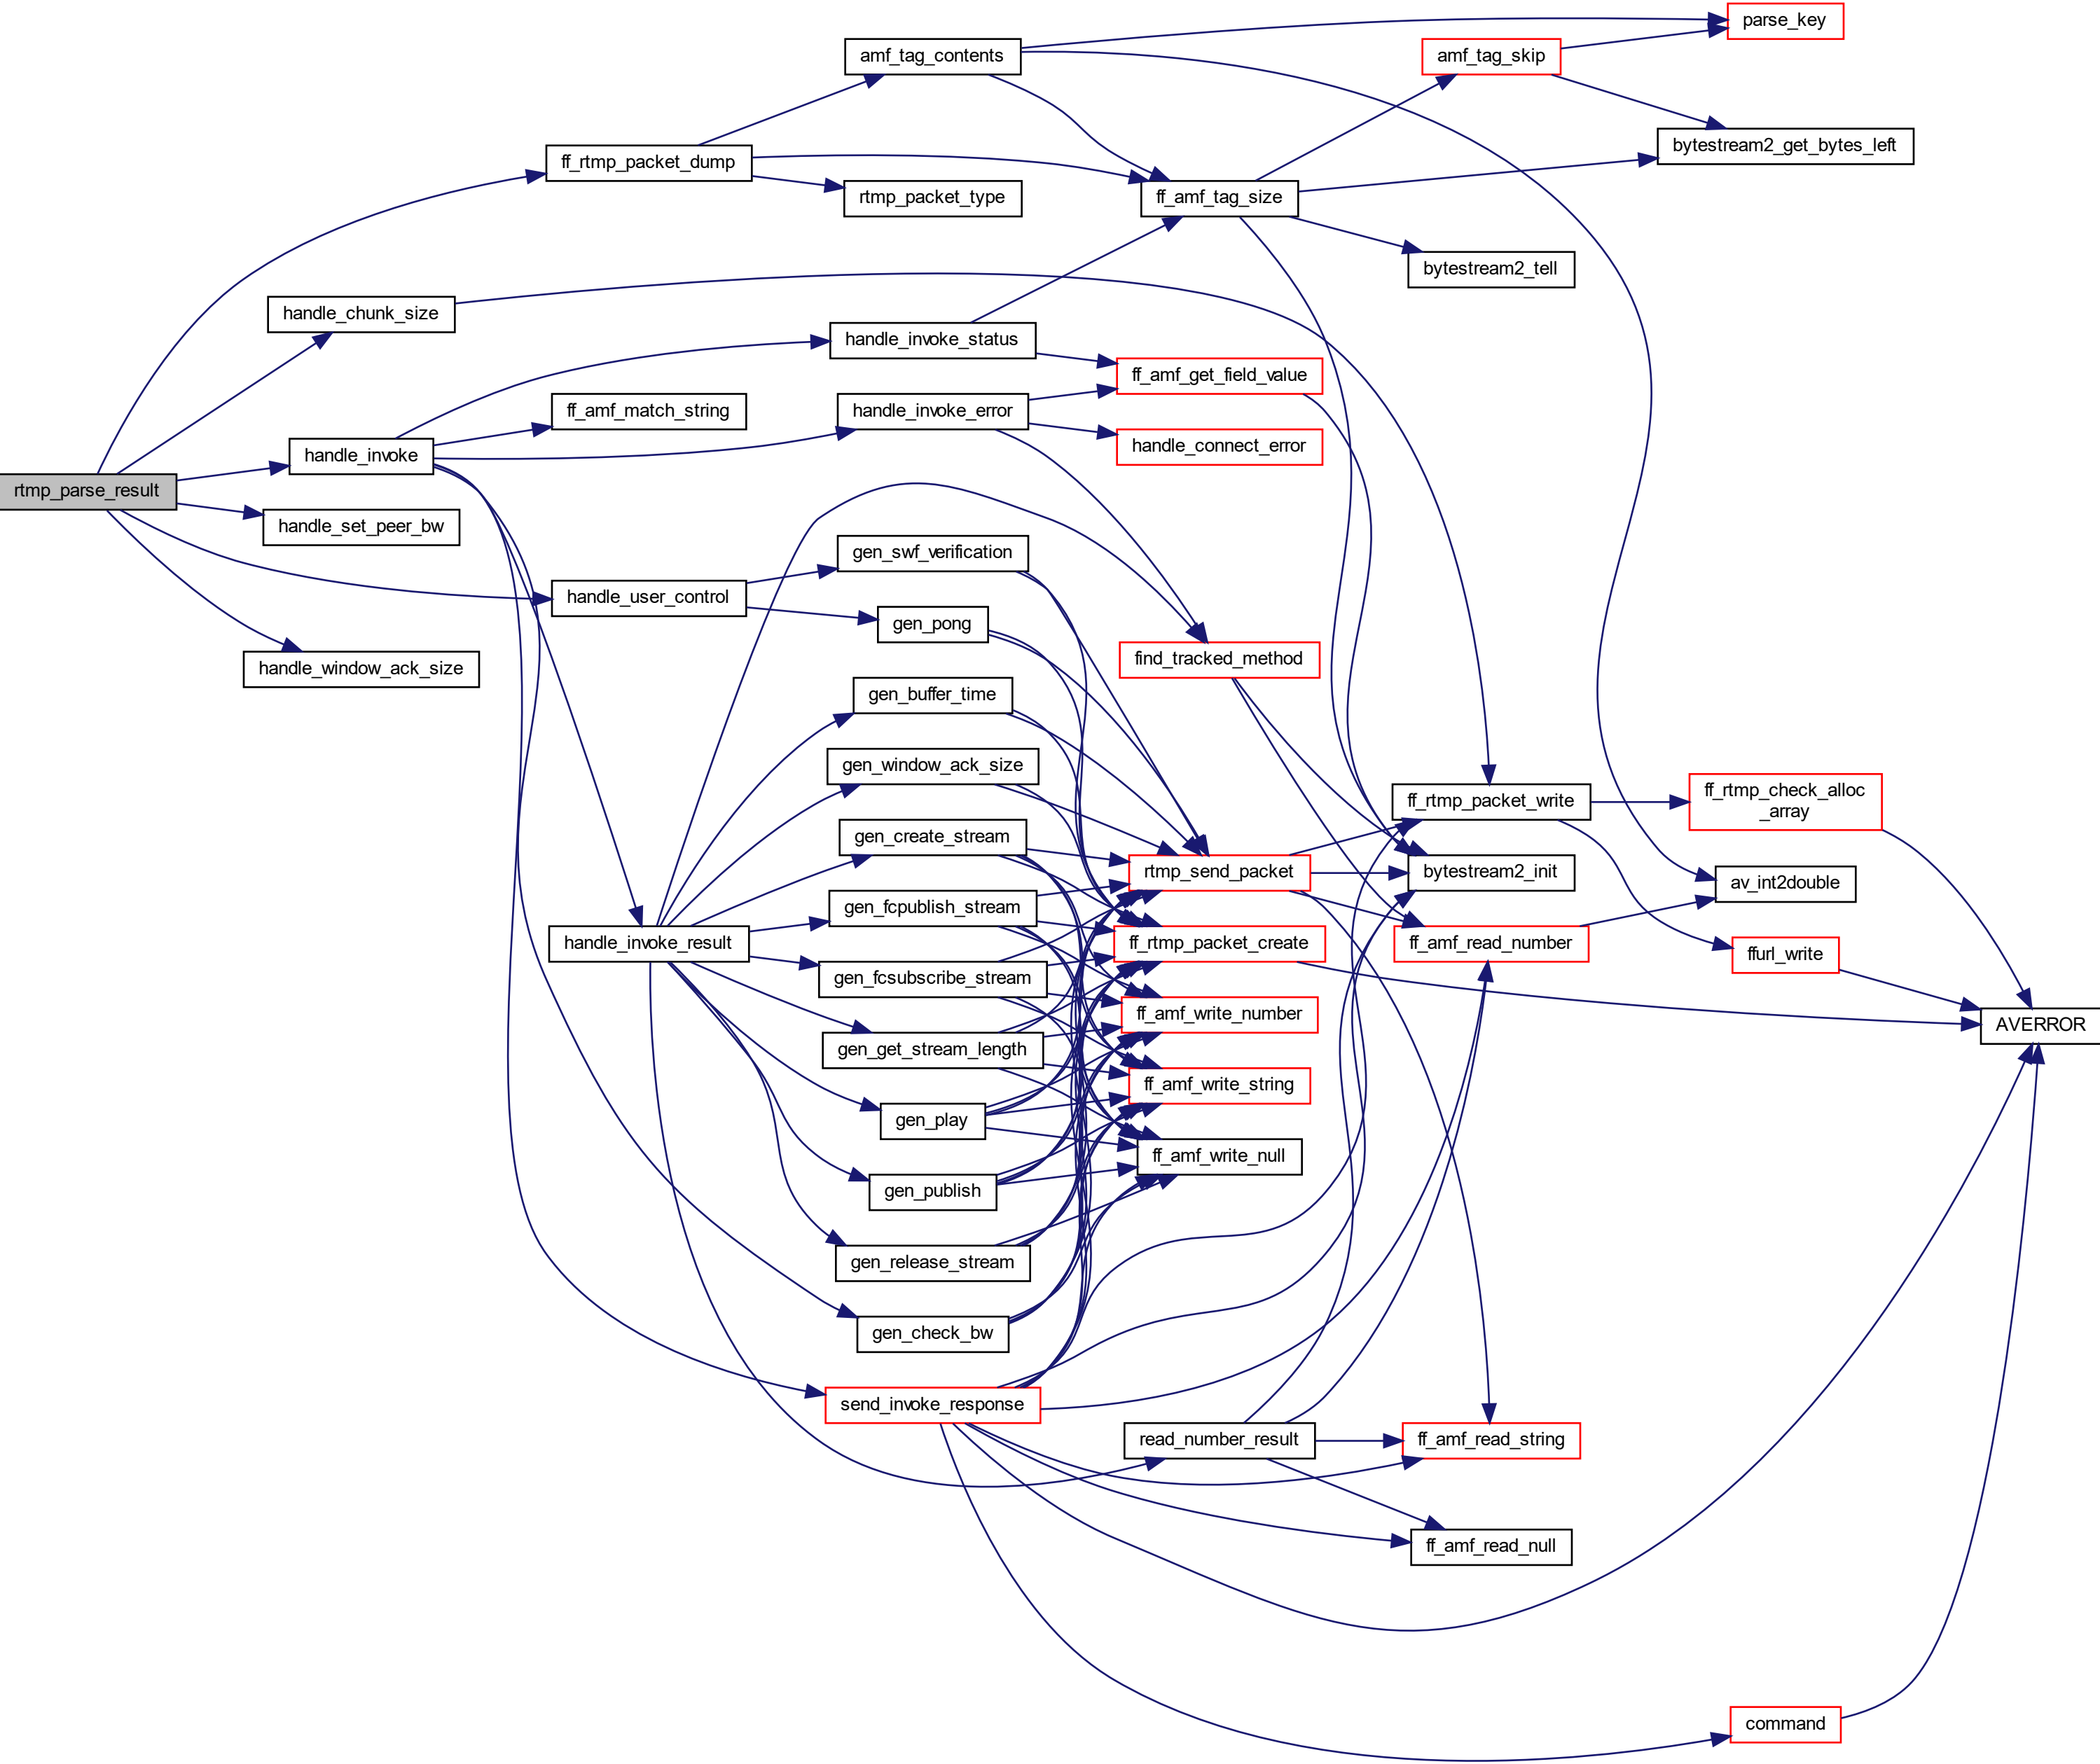 parse_key
amf_tag_contents
amf_tag_skip
bytestream2_get_bytes_left
ff_rtmp_packet_dump
rtmp_packet_type
ff_amf_tag_size
bytestream2_tell
handle_chunk_size
handle_invoke_status
ff_amf_get_field_value
ff_amf_match_string
handle_invoke_error
handle_connect_error
handle_invoke
rtmp_parse_result
handle_set_peer_bw
gen_swf_verification
handle_user_control
gen_pong
handle_window_ack_size
find_tracked_method
gen_buffer_time
gen_window_ack_size
ff_rtmp_packet_write
ff_rtmp_check_alloc
_array
gen_create_stream
rtmp_send_packet
bytestream2_init
av_int2double
gen_fcpublish_stream
handle_invoke_result
ff_rtmp_packet_create
ff_amf_read_number
ffurl_write
gen_fcsubscribe_stream
ff_amf_write_number
AVERROR
gen_get_stream_length
ff_amf_write_string
gen_play
ff_amf_write_null
gen_publish
gen_release_stream
gen_check_bw
send_invoke_response
read_number_result
ff_amf_read_string
ff_amf_read_null
command